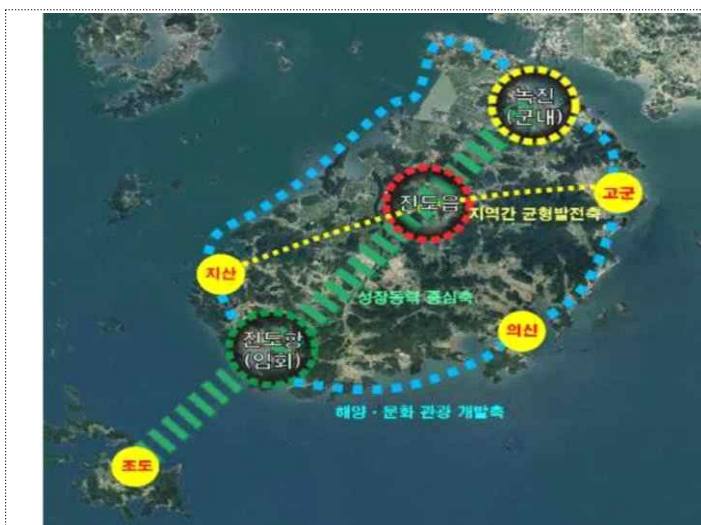 녹진
(군내)
고군
진도읍
지역간 균형발전축
지산
성장동력 중심축
의신
진도항
(임회)
해양·문화 관광 개발축
조도